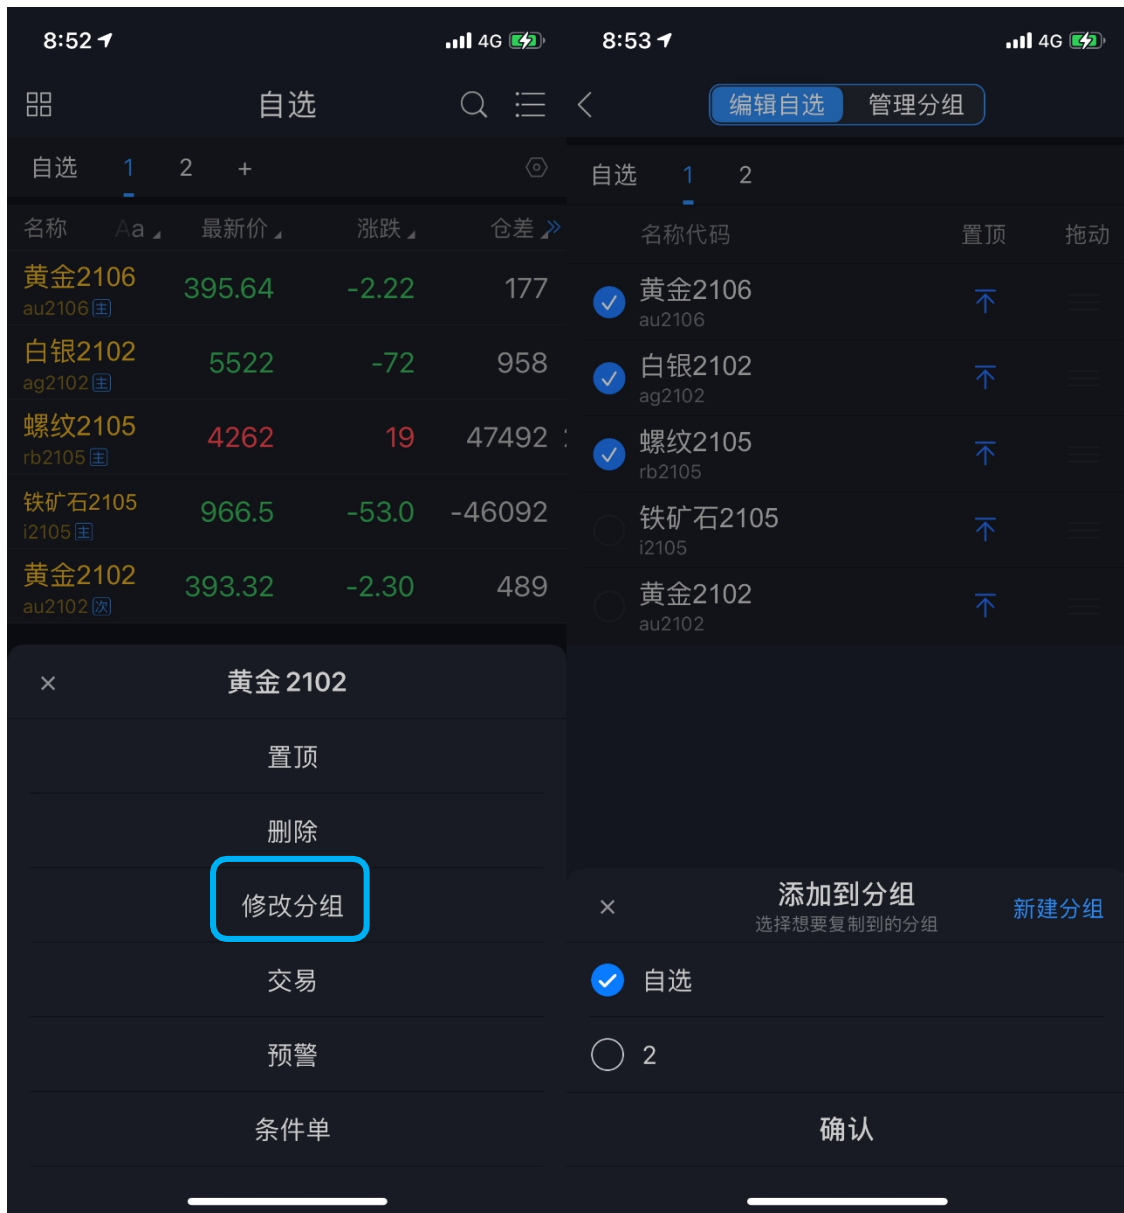 8:52
4G
自选
自选 1 2 +
名称 Aa 最新价 涨跌 仓差
黄金2106 395.64 -2.22 177
au2106 主
白银2102 5522 -72 958
ag2102 主
螺纹2105 4262 19 47492
rb2105 主
铁矿石2105 966.5 -53.0 -46092
i2105 主
黄金2102 393.32 -2.30 489
au2102 次
黄金 2102
置顶
删除
修改分组
交易
预警
条件单
8:53
4G
编辑自选 管理分组
自选 1 2
名称代码 置顶 拖动
黄金2106
au2106
白银2102
ag2102
螺纹2105
rb2105
铁矿石2105
i2105
黄金2102
au2102
添加到分组
选择想要复制到的分组
新建分组
自选
2
确认